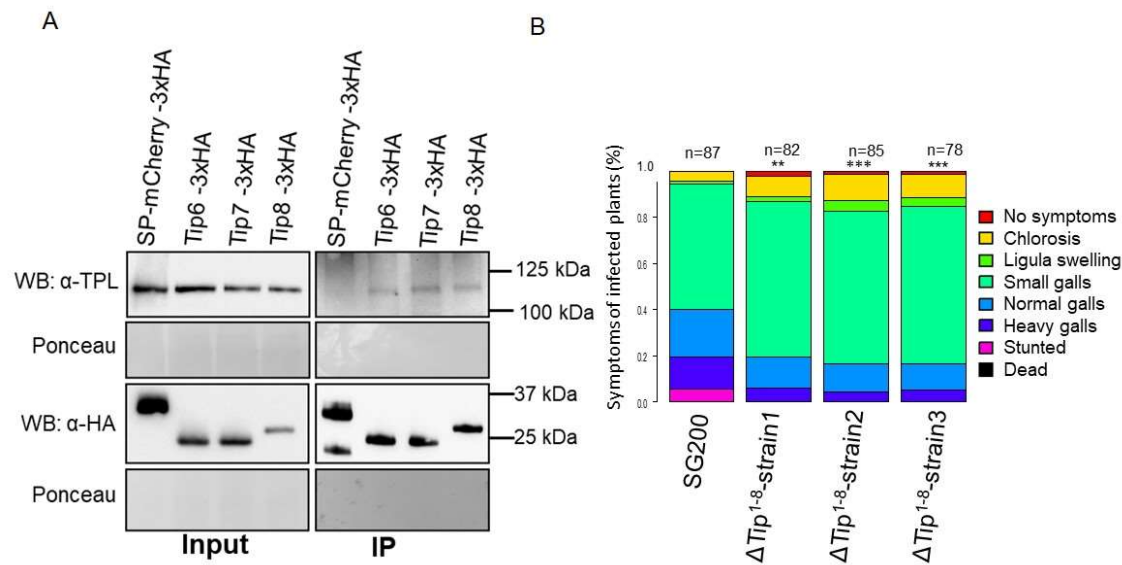 A
SP-mCherry -3xHA
Tip6 -3xHA
Tip7 -3xHA
Tip8 -3xHA
SP-mCherry -3xHA
Tip6 -3xHA
Tip7 -3xHA
Tip8 -3xHA
WB: α-TPL
125 kDa
100 kDa
Ponceau
WB: α-HA
37 kDa
25 kDa
Ponceau
Input
IP
B
Symptoms of infected plants (%)
1.0
0.8
0.6
0.4
0.2
0.0
n=87
n=82
**
n=85
***
n=78
***
SG200
ΔTip1-8-strain1
ΔTip1-8-strain2
ΔTip1-8-strain3
No symptoms
Chlorosis
Ligula swelling
Small galls
Normal galls
Heavy galls
Stunted
Dead